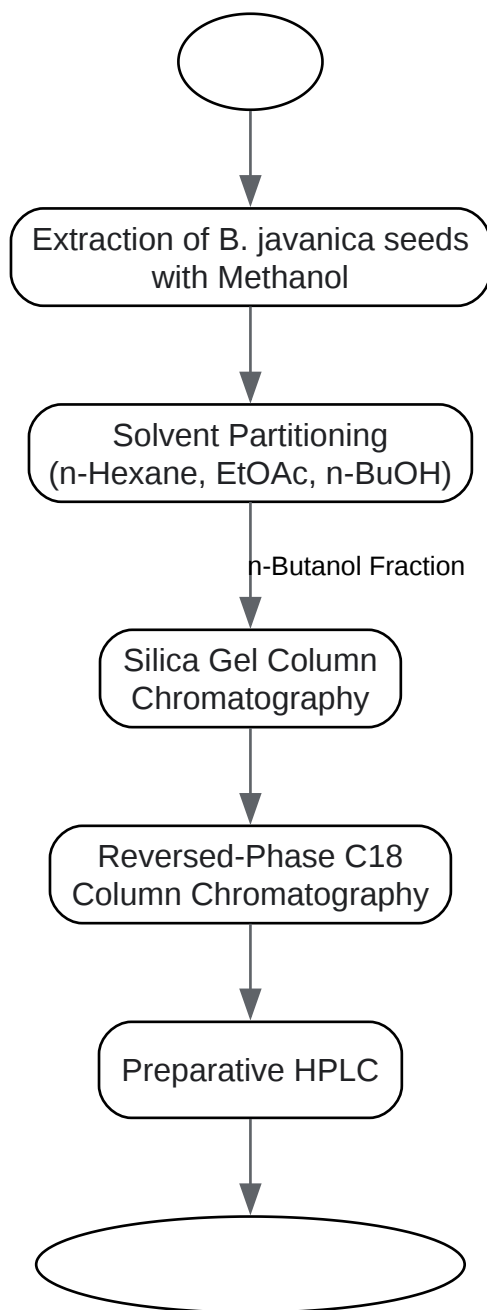 Extraction of B. javanica seeds
with Methanol
Solvent Partitioning
(n-Hexane, EtOAc, n-BuOH)
n-Butanol Fraction
Silica Gel Column
Chromatography
Reversed-Phase C18
Column Chromatography
Preparative HPLC